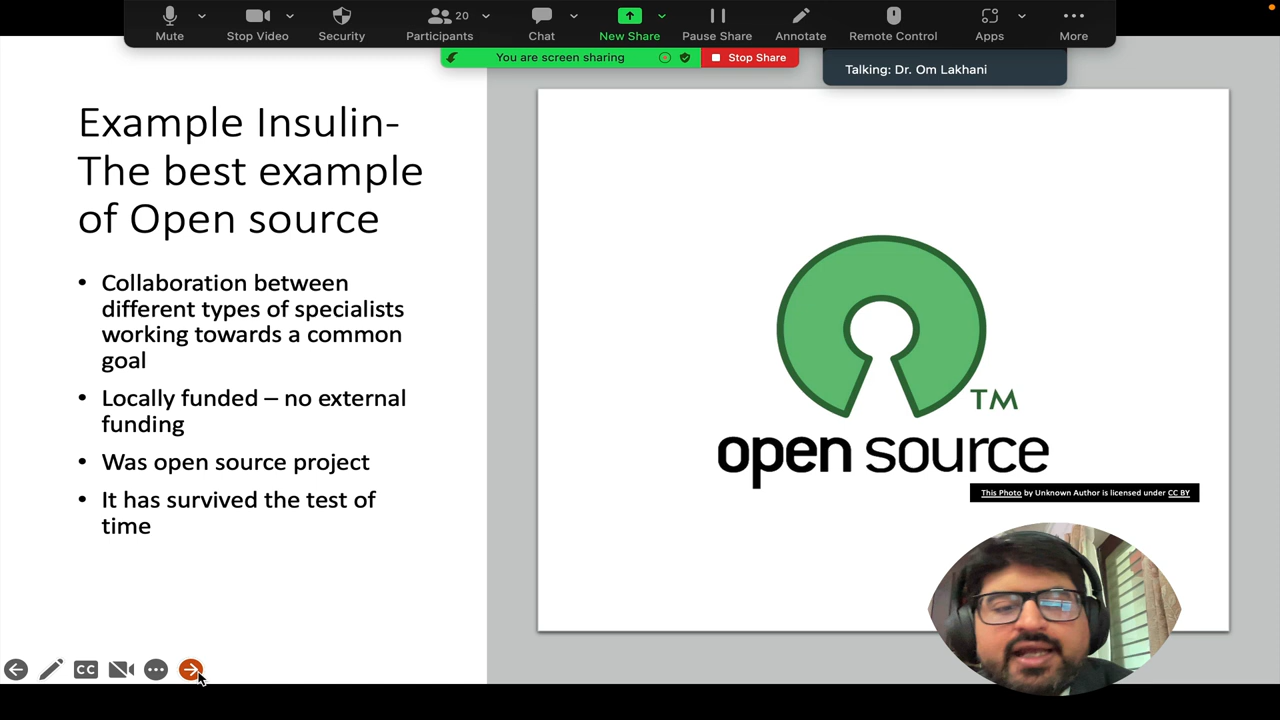 Mute
Stop Video
Security
20
Participants
Chat
New Share
Pause Share
Annotate
Remote Control
Apps
More
You are screen sharing
Stop Share
Talking: Dr. Om Lakhani
Example Insulin-
The best example
of Open source
• Collaboration between
different types of specialists
working towards a common
goal
• Locally funded – no external
funding
• Was open source project
• It has survived the test of
time
TM
open source
This Photo by Unknown Author is licensed under CC BY
CC